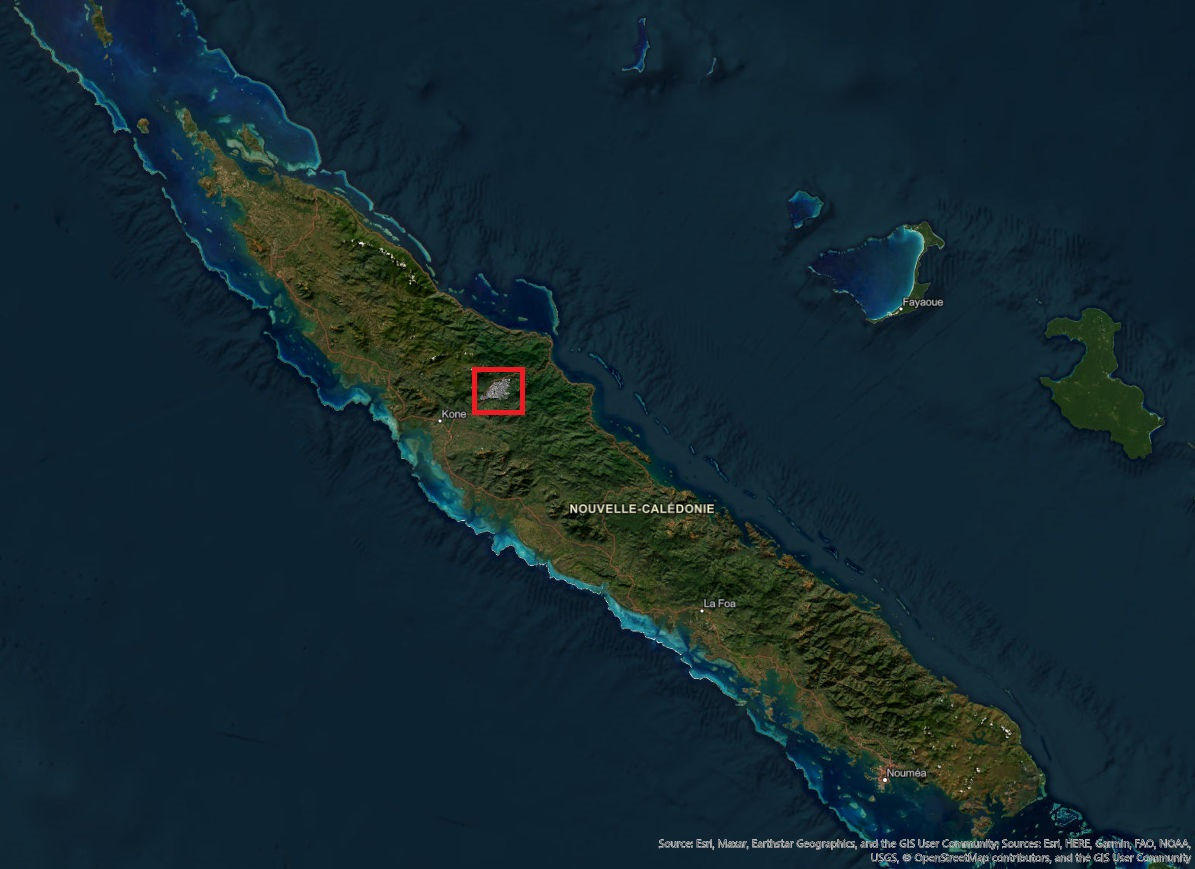 Fayaoue
Kone
NOUVELLE-CALÉDONIE
La Foa
Nouméa
Source: Esri, Maxar, Earthstar Geographics, and the GIS User Community; Sources: Esri, HERE, Garmin, FAO, NOAA,
USGS, © OpenStreetMap contributors, and the GIS User Community